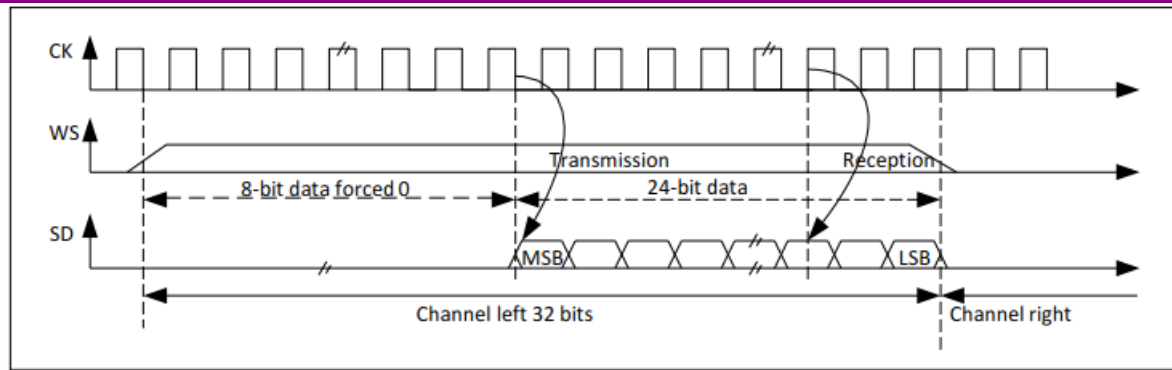 CK
WS
Transmission
Reception
8-bit data forced 0
24-bit data
SD
MSB
LSB
Channel left 32 bits
Channel right